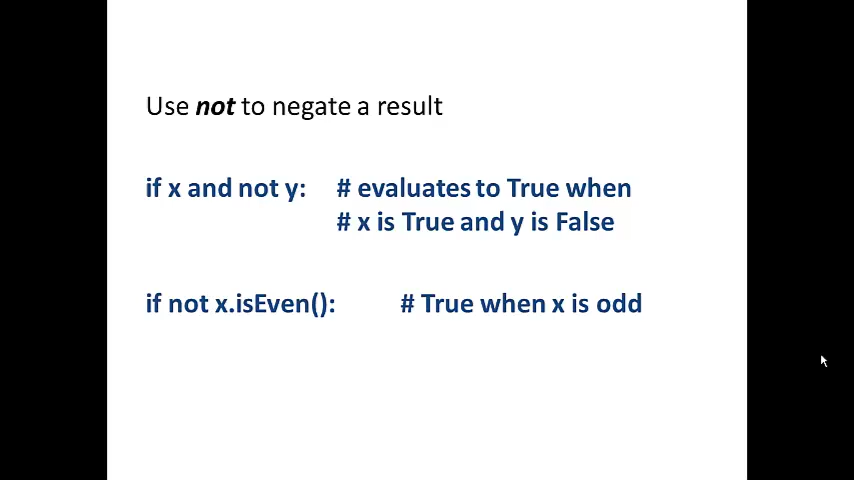 Use not to negate a result
if x and not y: # evaluates to True when
# x is True and y is False
if not x.isEven(): # True when x is odd